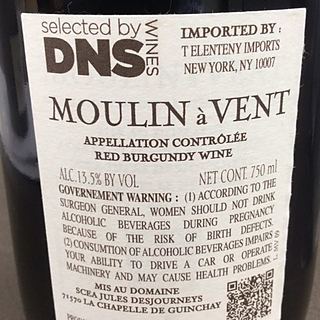 selected by
DNS WINES
IMPORTED BY :
T ELENTENY IMPORTS
NEW YORK, NY 10007
MOULIN à VENT
APPELLATION CONTRÔLÉE
RED BURGUNDY WINE
ALC.13.5% BY VOL
NET CONT. 750 ml
GOVERNEMENT WARNING : (1) ACCORDING TO THE
SURGEON GENERAL, WOMEN SHOULD NOT DRINK
ALCOHOLIC BEVERAGES DURING PREGNANCY
BECAUSE OF THE RISK OF BIRTH DEFECTS
(2) CONSUMTION OF ALCOHOLIC BEVERAGES IMPAIRS
YOUR ABILITY TO DRIVE A CAR OR OPERATE
MACHINERY AND MAY CAUSE HEALTH PROBLEMS.
MIS AU DOMAINE
SCEA JULES DESJOURNEYS
71570 LA CHAPELLE DE GUINCHAY